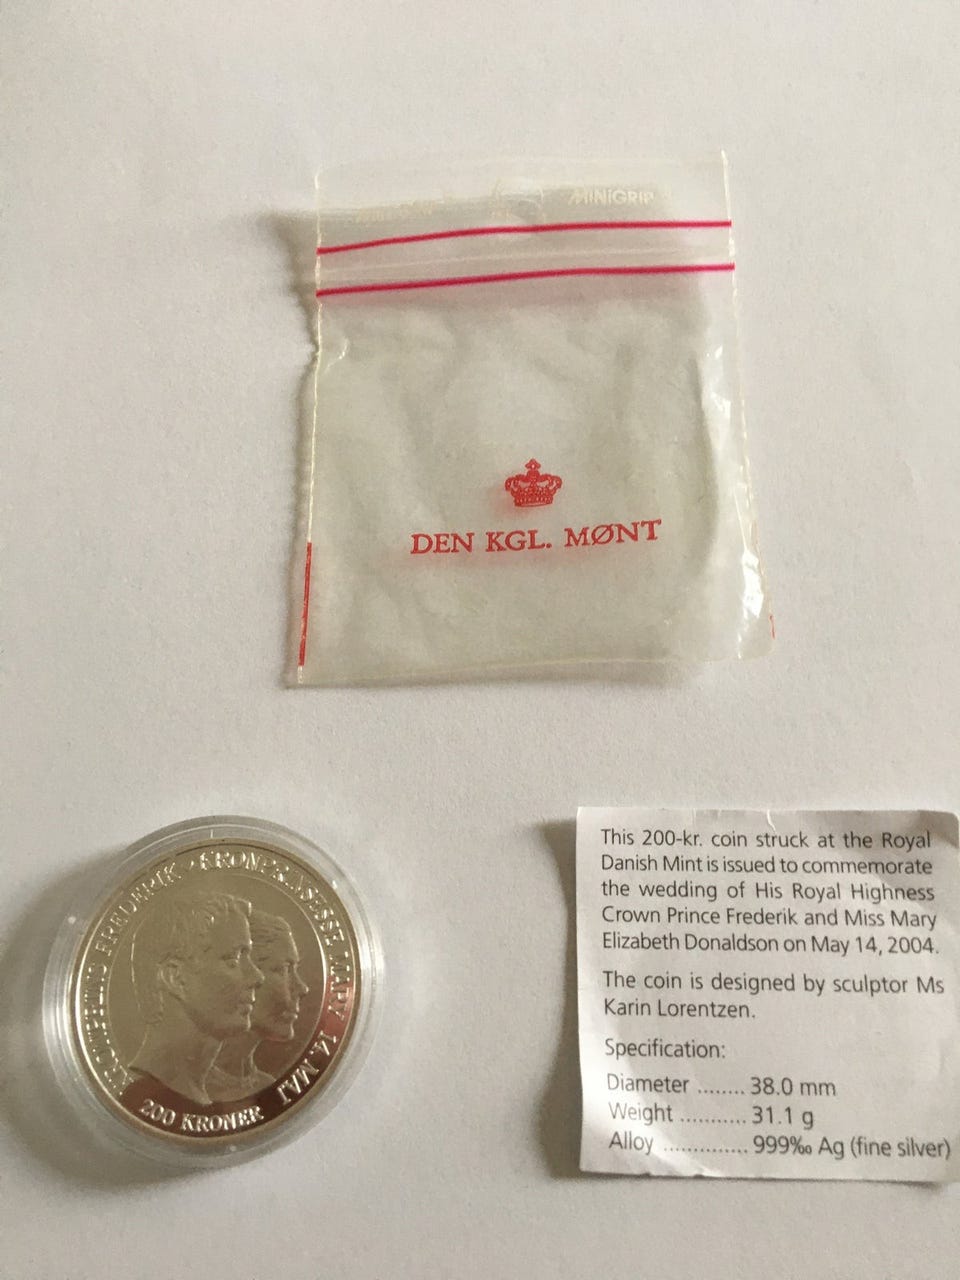 MINIGRIP
DEN KGL. MØNT
KRONPRINS FREDERIK · KRONPRINSESSE MARY 14. MAJ
200 KRONER
This 200-kr. coin struck at the Royal
Danish Mint is issued to commemorate
the wedding of His Royal Highness
Crown Prince Frederik and Miss Mary
Elizabeth Donaldson on May 14, 2004.
The coin is designed by sculptor Ms
Karin Lorentzen.
Specification:
Diameter ........ 38.0 mm
Weight ........... 31.1 g
Alloy .............. 999‰ Ag (fine silver)